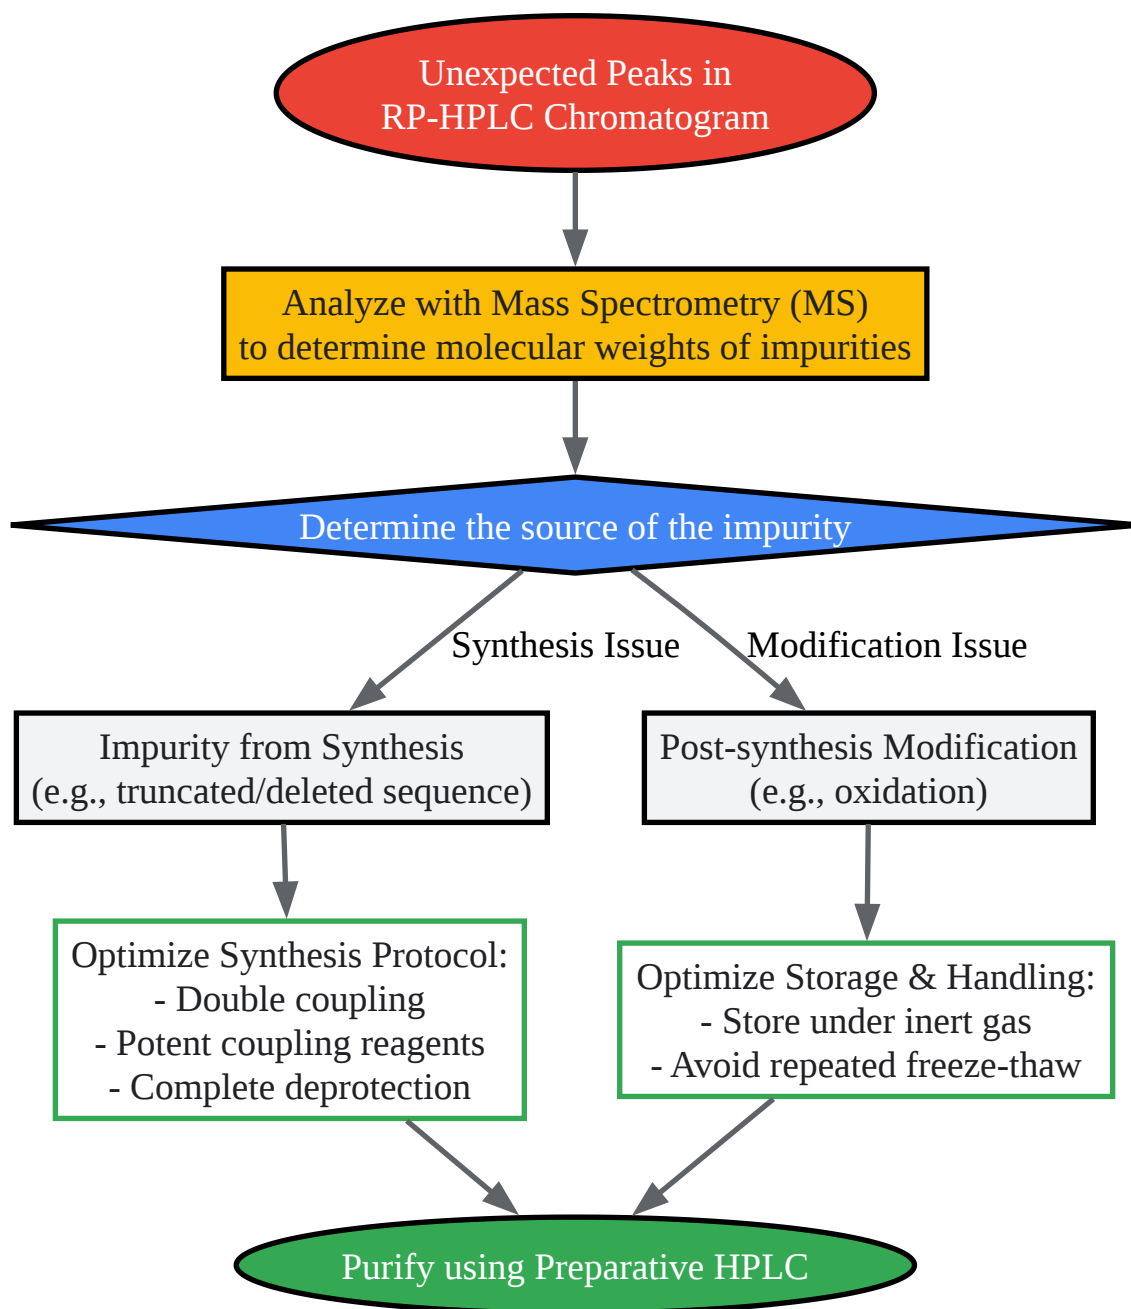 Unexpected Peaks in
RP-HPLC Chromatogram
Analyze with Mass Spectrometry (MS)
to determine molecular weights of impurities
Determine the source of the impurity
Synthesis Issue
Modification Issue
Impurity from Synthesis
(e.g., truncated/deleted sequence)
Post-synthesis Modification
(e.g., oxidation)
Optimize Synthesis Protocol:
- Double coupling
- Potent coupling reagents
- Complete deprotection
Optimize Storage & Handling:
- Store under inert gas
- Avoid repeated freeze-thaw
Purify using Preparative HPLC